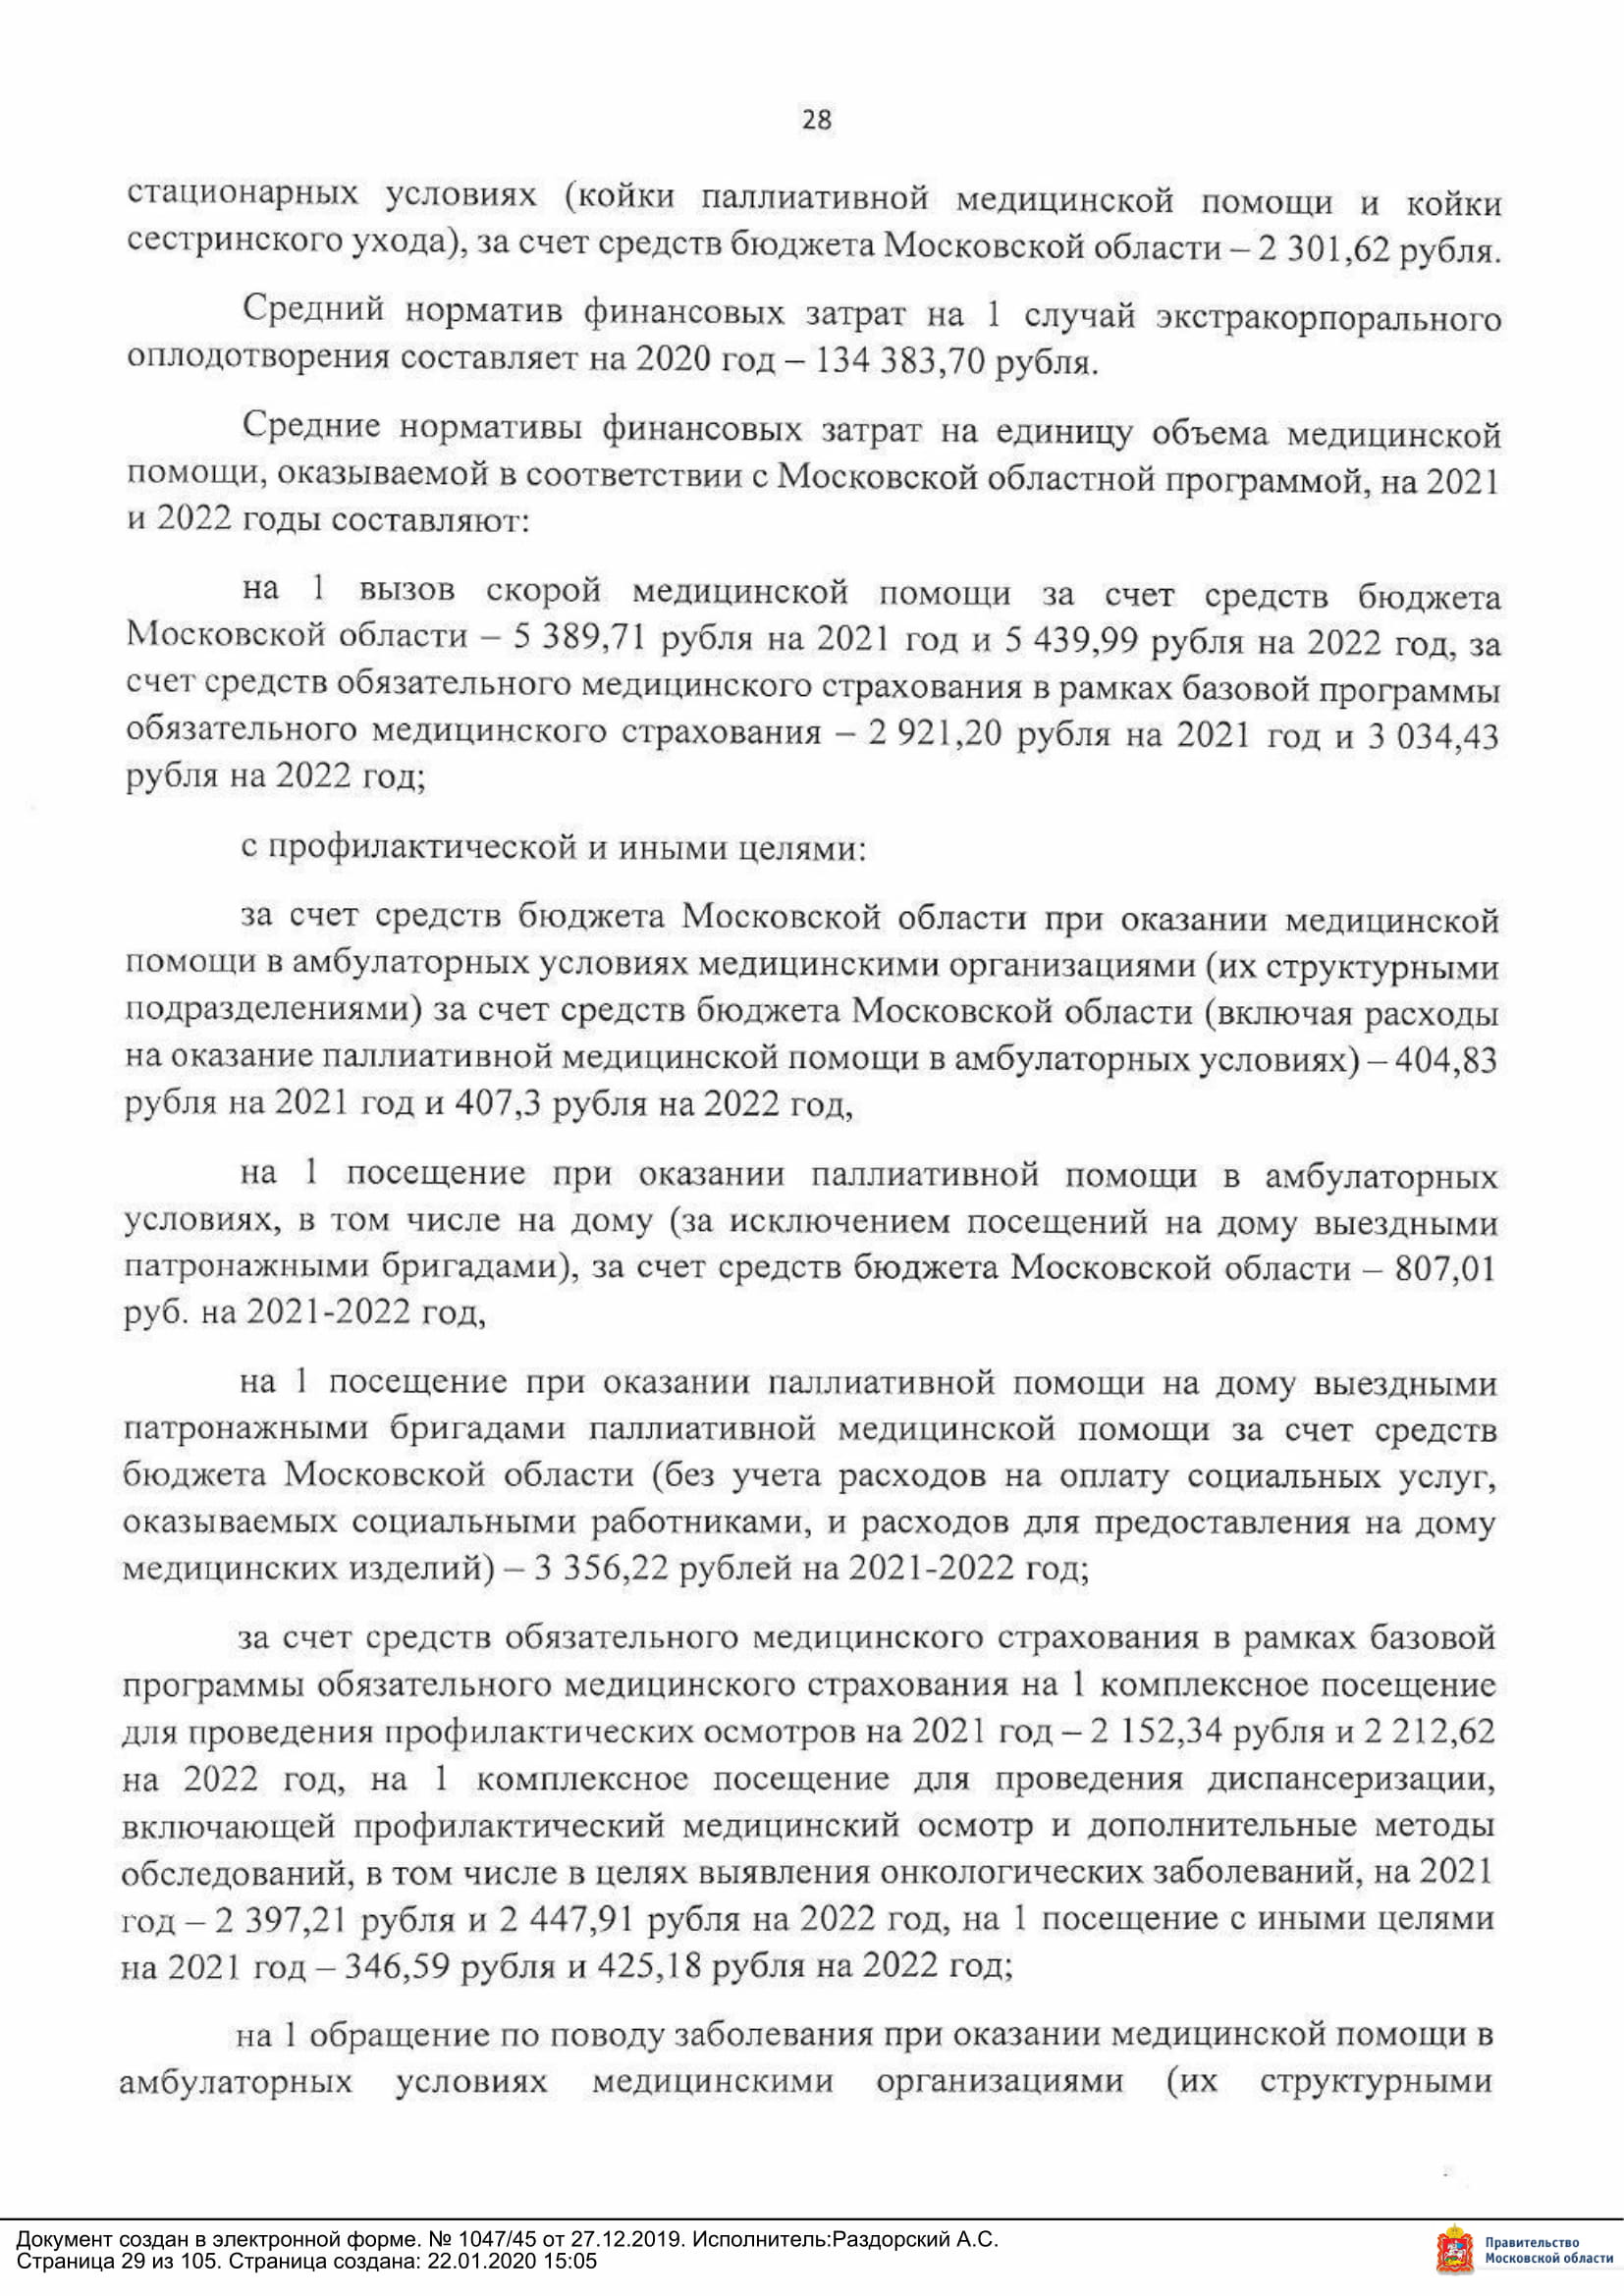 28
стационарных условиях (койки паллиативной медицинской помощи и койки
сестринского ухода), за счет средств бюджета Московской области – 2 301,62 рубля.
Средний норматив финансовых затрат на 1 случай экстракорпорального
оплодотворения составляет на 2020 год – 134 383,70 рубля.
Средние нормативы финансовых затрат на единицу объема медицинской
помощи, оказываемой в соответствии с Московской областной программой, на 2021
и 2022 годы составляют:
на 1 вызов скорой медицинской помощи за счет средств бюджета
Московской области – 5 389,71 рубля на 2021 год и 5 439,99 рубля на 2022 год, за
счет средств обязательного медицинского страхования в рамках базовой программы
обязательного медицинского страхования – 2 921,20 рубля на 2021 год и 3 034,43
рубля на 2022 год;
с профилактической и иными целями:
за счет средств бюджета Московской области при оказании медицинской
помощи в амбулаторных условиях медицинскими организациями (их структурными
подразделениями) за счет средств бюджета Московской области (включая расходы
на оказание паллиативной медицинской помощи в амбулаторных условиях) – 404,83
рубля на 2021 год и 407,3 рубля на 2022 год,
на 1 посещение при оказании паллиативной помощи в амбулаторных
условиях, в том числе на дому (за исключением посещений на дому выездными
патронажными бригадами), за счет средств бюджета Московской области – 807,01
руб. на 2021-2022 год,
на 1 посещение при оказании паллиативной помощи на дому выездными
патронажными бригадами паллиативной медицинской помощи за счет средств
бюджета Московской области (без учета расходов на оплату социальных услуг,
оказываемых социальными работниками, и расходов для предоставления на дому
медицинских изделий) – 3 356,22 рублей на 2021-2022 год;
за счет средств обязательного медицинского страхования в рамках базовой
программы обязательного медицинского страхования на 1 комплексное посещение
для проведения профилактических осмотров на 2021 год – 2 152,34 рубля и 2 212,62
на 2022 год, на 1 комплексное посещение для проведения диспансеризации,
включающей профилактический медицинский осмотр и дополнительные методы
обследований, в том числе в целях выявления онкологических заболеваний, на 2021
год – 2 397,21 рубля и 2 447,91 рубля на 2022 год, на 1 посещение с иными целями
на 2021 год – 346,59 рубля и 425,18 рубля на 2022 год;
на 1 обращение по поводу заболевания при оказании медицинской помощи в
амбулаторных условиях медицинскими организациями (их структурными
Документ создан в электронной форме. № 1047/45 от 27.12.2019. Исполнитель:Раздорский А.С.
Страница 29 из 105. Страница создана: 22.01.2020 15:05
Правительство
Московской области